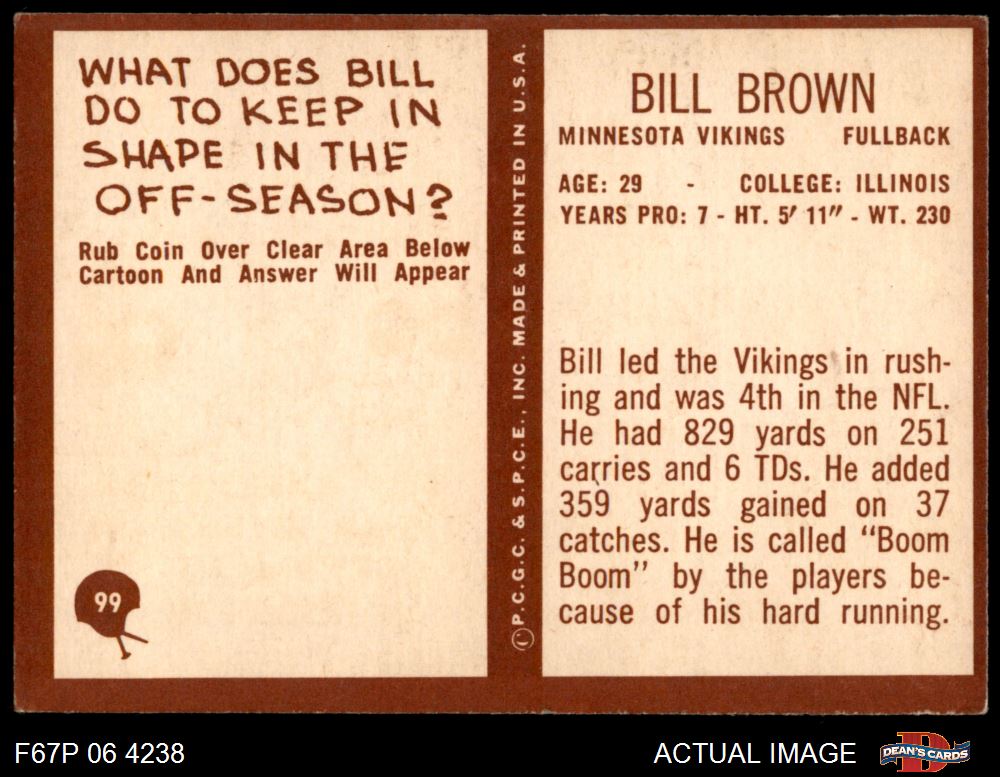 WHAT DOES BILL
DO TO KEEP IN
SHAPE IN THE
OFF-SEASON?
Rub Coin Over Clear Area Below
Cartoon And Answer Will Appear
99
©P.C.G.C. & S.P.C.E., INC. MADE & PRINTED IN U.S.A.
BILL BROWN
MINNESOTA VIKINGS FULLBACK
AGE: 29 - COLLEGE: ILLINOIS
YEARS PRO: 7 - HT. 5' 11" - WT. 230
Bill led the Vikings in rush-
ing and was 4th in the NFL.
He had 829 yards on 251
carries and 6 TDs. He added
359 yards gained on 37
catches. He is called "Boom
Boom" by the players be-
cause of his hard running.
F67P 06 4238
ACTUAL IMAGE
D
DEAN'S CARDS